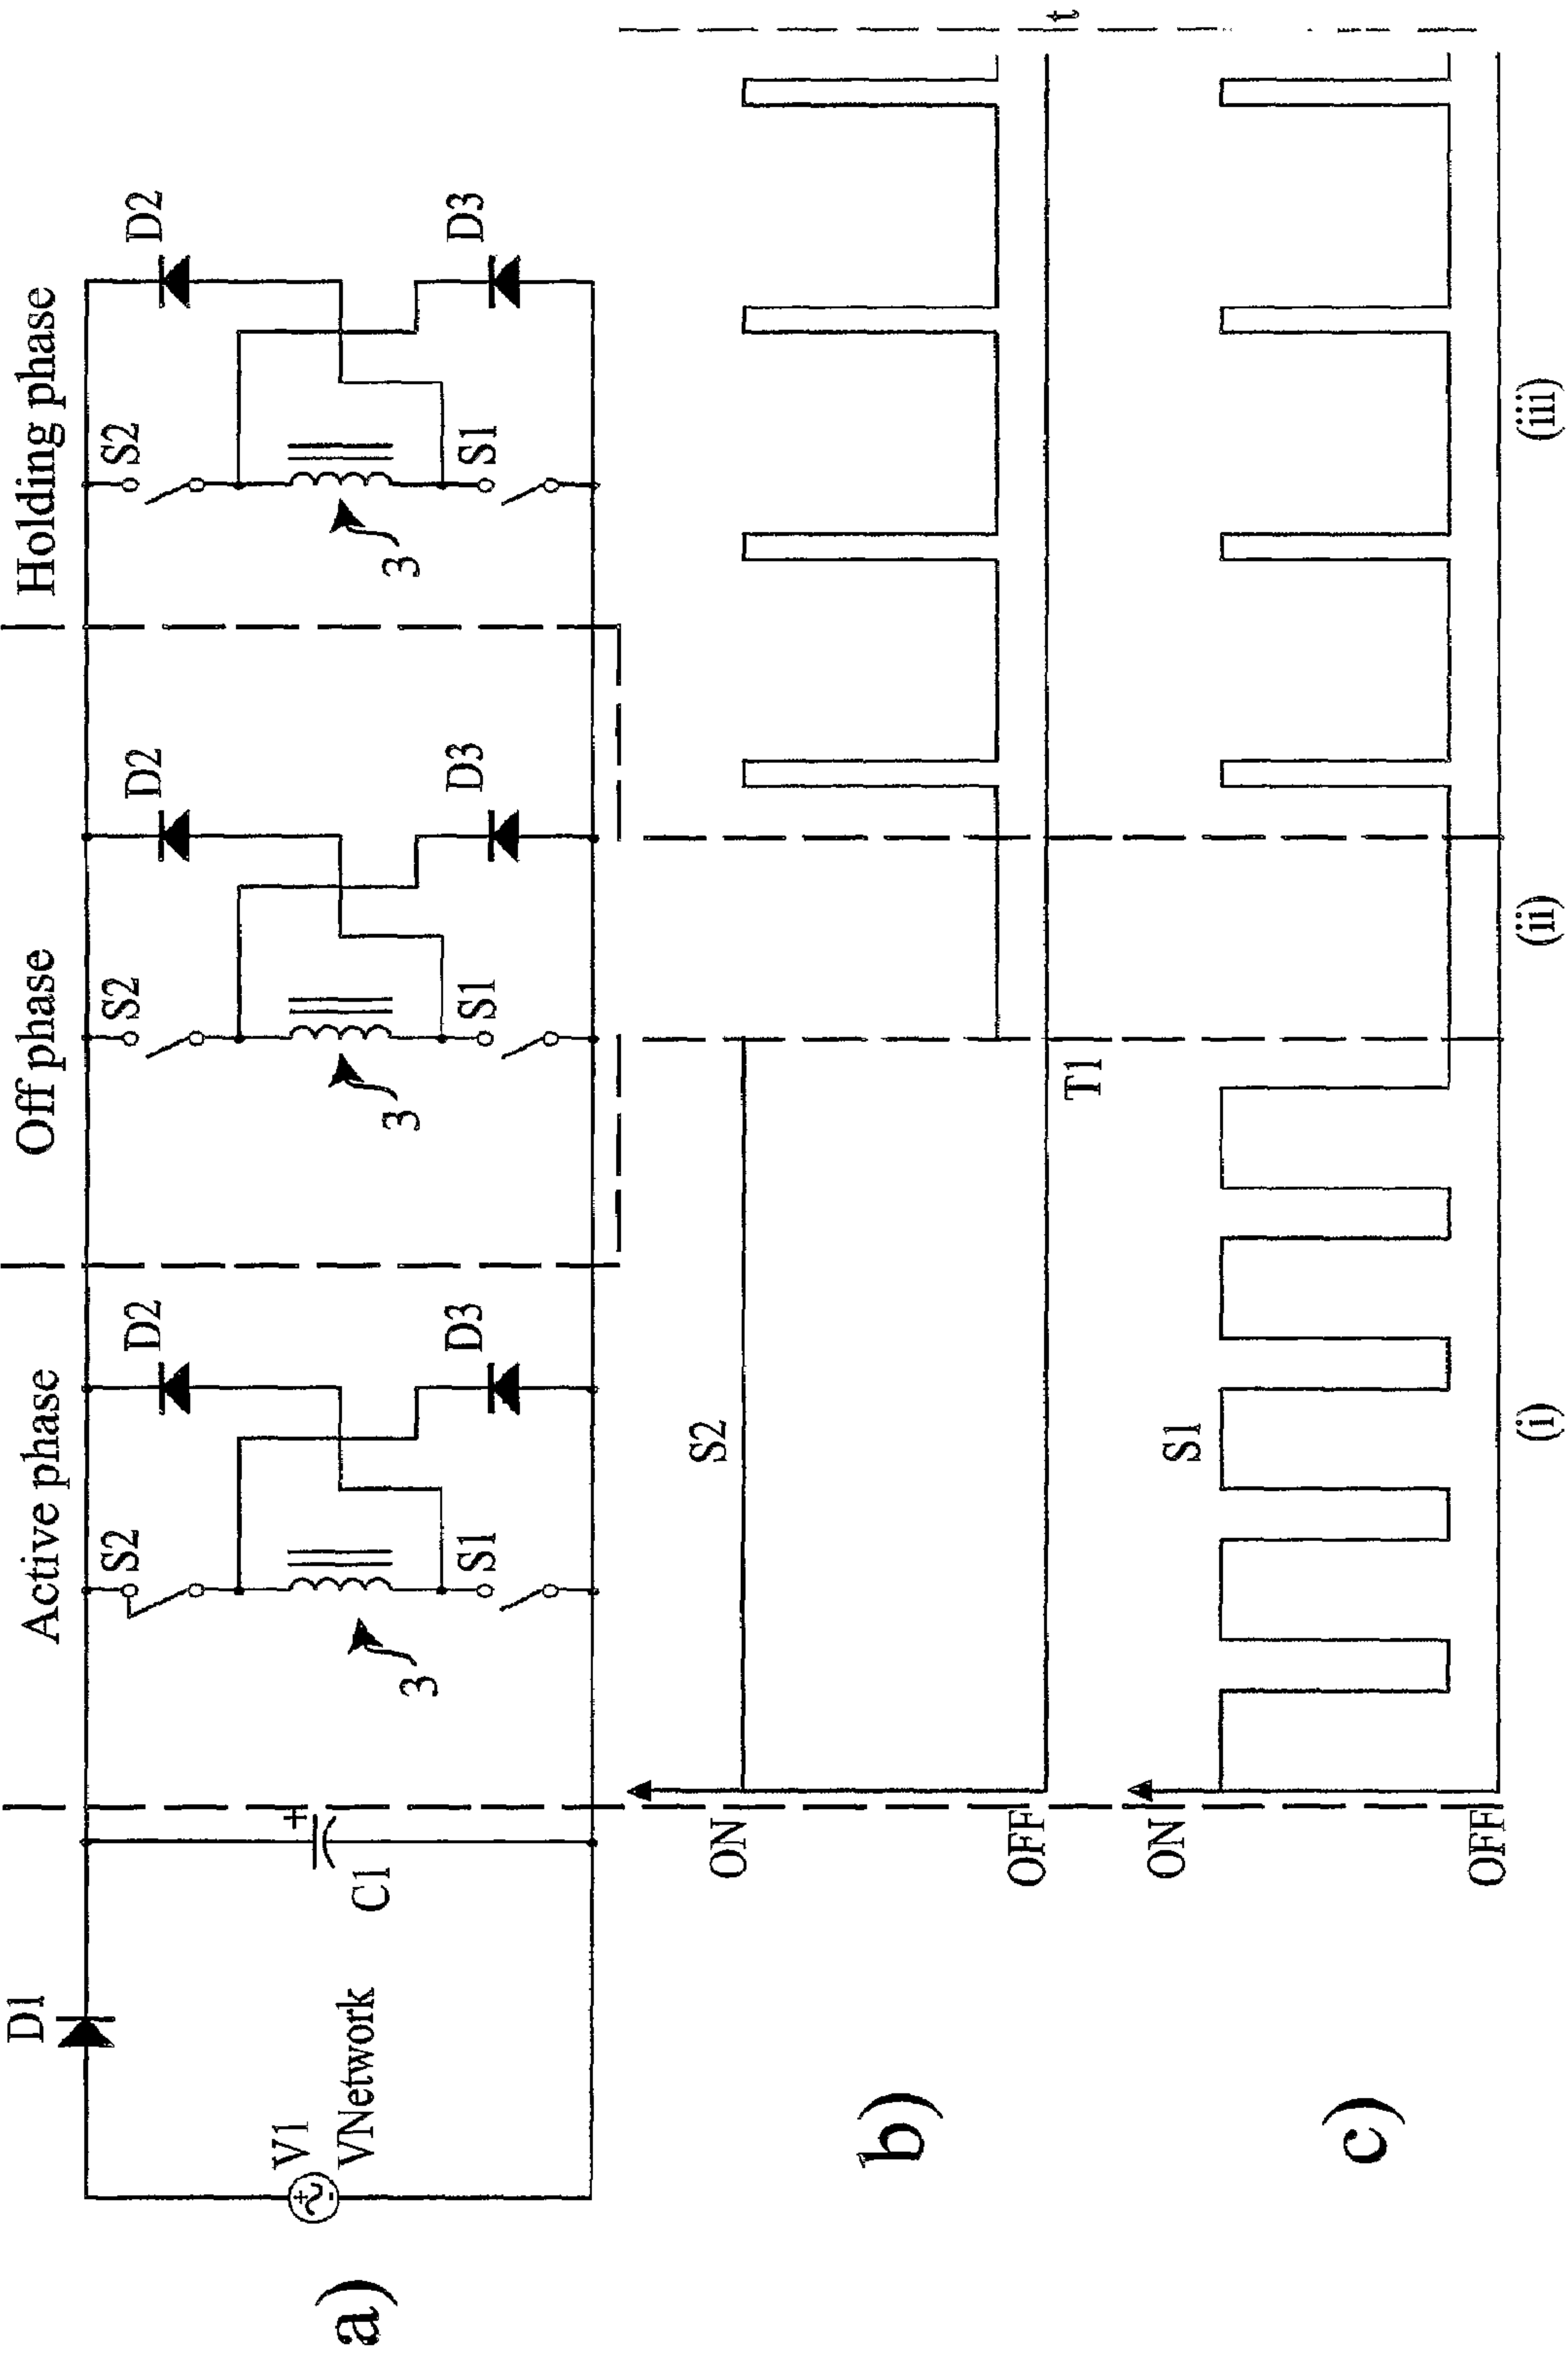 Active phase
Off phase
Holding phase
D1
S2
D2
S2
D2
S2
D2
a)
V1
VNetwork
+
C1
3
3
3
S1
D3
S1
D3
S1
D3
b)
ON
S2
OFF
T1
t
c)
ON
S1
OFF
(i)
(ii)
(iii)